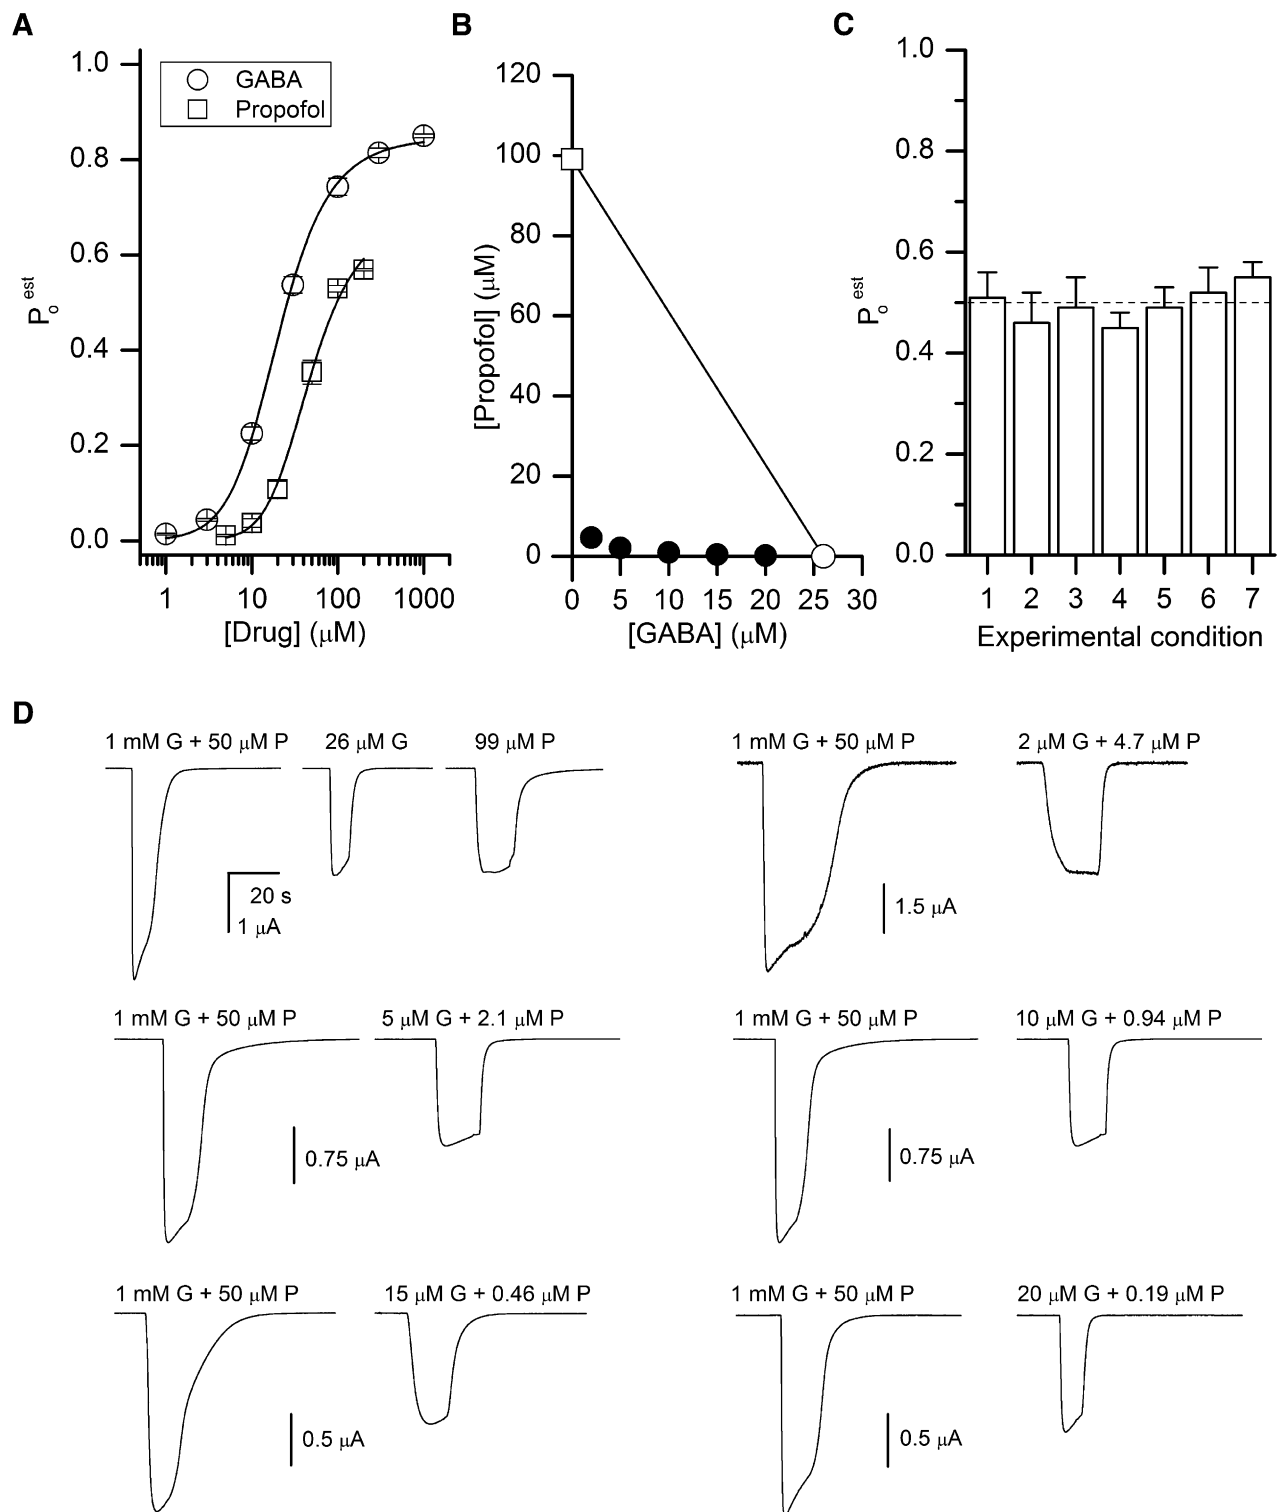 A
B
C
GABA
Propofol
1.0
0.8
0.6
0.4
0.2
0.0
P_o^est
1 10 100 1000
[Drug] (μM)
120
100
80
60
40
20
0
[Propofol] (μM)
0 5 10 15 20 25 30
[GABA] (μM)
1.0
0.8
0.6
0.4
0.2
0.0
P_o^est
1 2 3 4 5 6 7
Experimental condition
D
1 mM G + 50 μM P 26 μM G 99 μM P
20 s
1 μA
1 mM G + 50 μM P 2 μM G + 4.7 μM P
1.5 μA
1 mM G + 50 μM P 5 μM G + 2.1 μM P
0.75 μA
1 mM G + 50 μM P 10 μM G + 0.94 μM P
0.75 μA
1 mM G + 50 μM P 15 μM G + 0.46 μM P
0.5 μA
1 mM G + 50 μM P 20 μM G + 0.19 μM P
0.5 μA